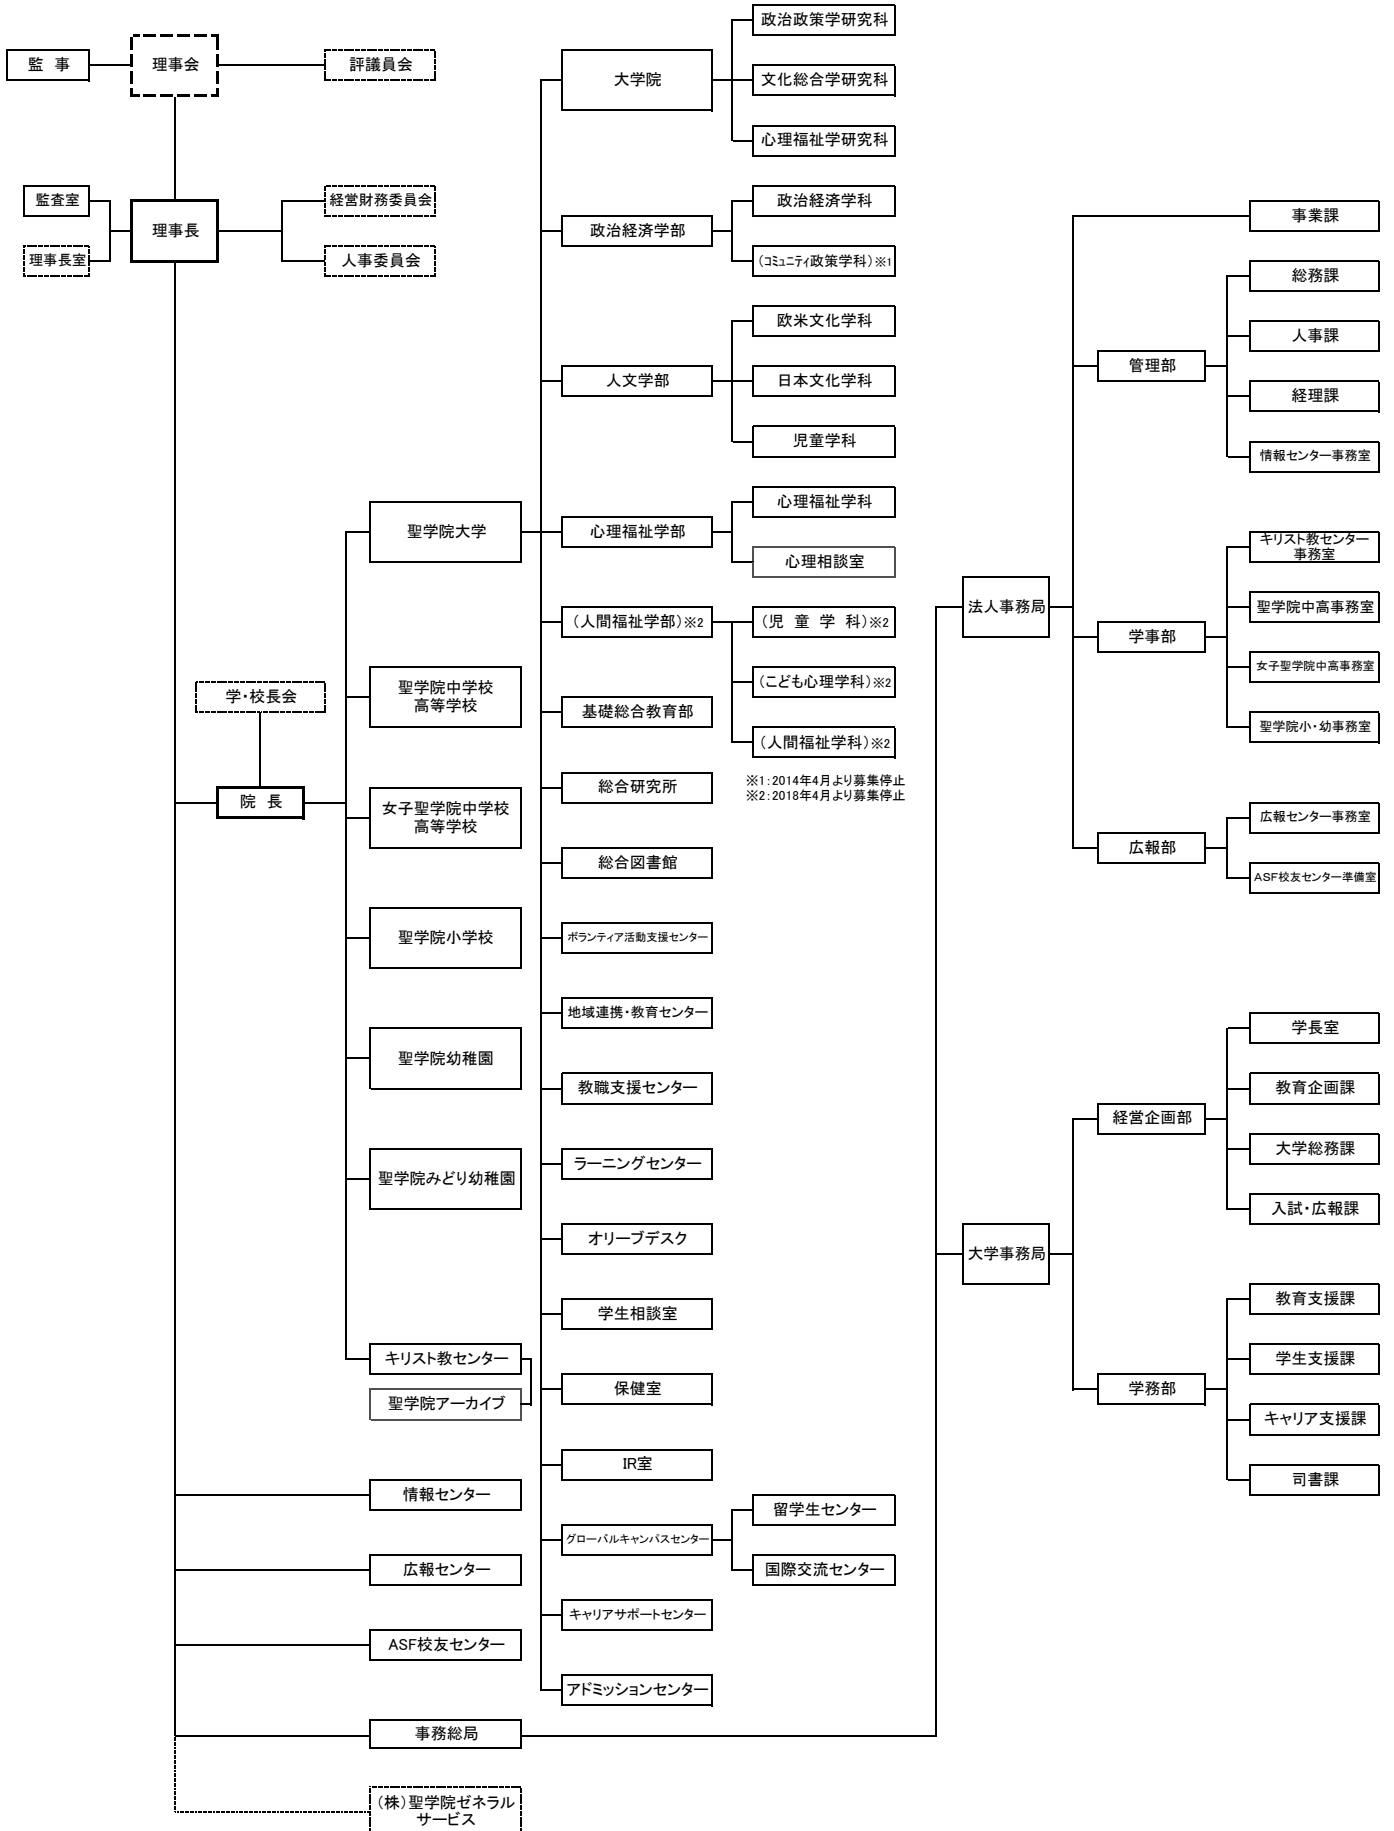 監　事
理事会
評議員会
監査室
理事長室
理事長
経営財務委員会
人事委員会
学・校長会
院　長
聖学院大学
聖学院中学校
高等学校
女子聖学院中学校
高等学校
聖学院小学校
聖学院幼稚園
聖学院みどり幼稚園
キリスト教センター
聖学院アーカイブ
情報センター
広報センター
ASF校友センター
事務総局
(株)聖学院ゼネラル
サービス
大学院
政治政策学研究科
文化総合学研究科
心理福祉学研究科
政治経済学部
政治経済学科
(コミュニティ政策学科)※1
人文学部
欧米文化学科
日本文化学科
児童学科
心理福祉学部
心理福祉学科
心理相談室
(人間福祉学部)※2
(児　童　学　科)※2
(こども心理学科)※2
(人間福祉学科)※2
※1：2014年4月より募集停止
※2：2018年4月より募集停止
基礎総合教育部
総合研究所
総合図書館
ボランティア活動支援センター
地域連携・教育センター
教職支援センター
ラーニングセンター
オリーブデスク
学生相談室
保健室
IR室
グローバルキャンパスセンター
留学生センター
国際交流センター
キャリアサポートセンター
アドミッションセンター
法人事務局
事業課
管理部
総務課
人事課
経理課
情報センター事務室
学事部
キリスト教センター
事務室
聖学院中高事務室
女子聖学院中高事務室
聖学院小・幼事務室
広報部
広報センター事務室
ASF校友センター準備室
大学事務局
経営企画部
学長室
教育企画課
大学総務課
入試・広報課
学務部
教育支援課
学生支援課
キャリア支援課
司書課